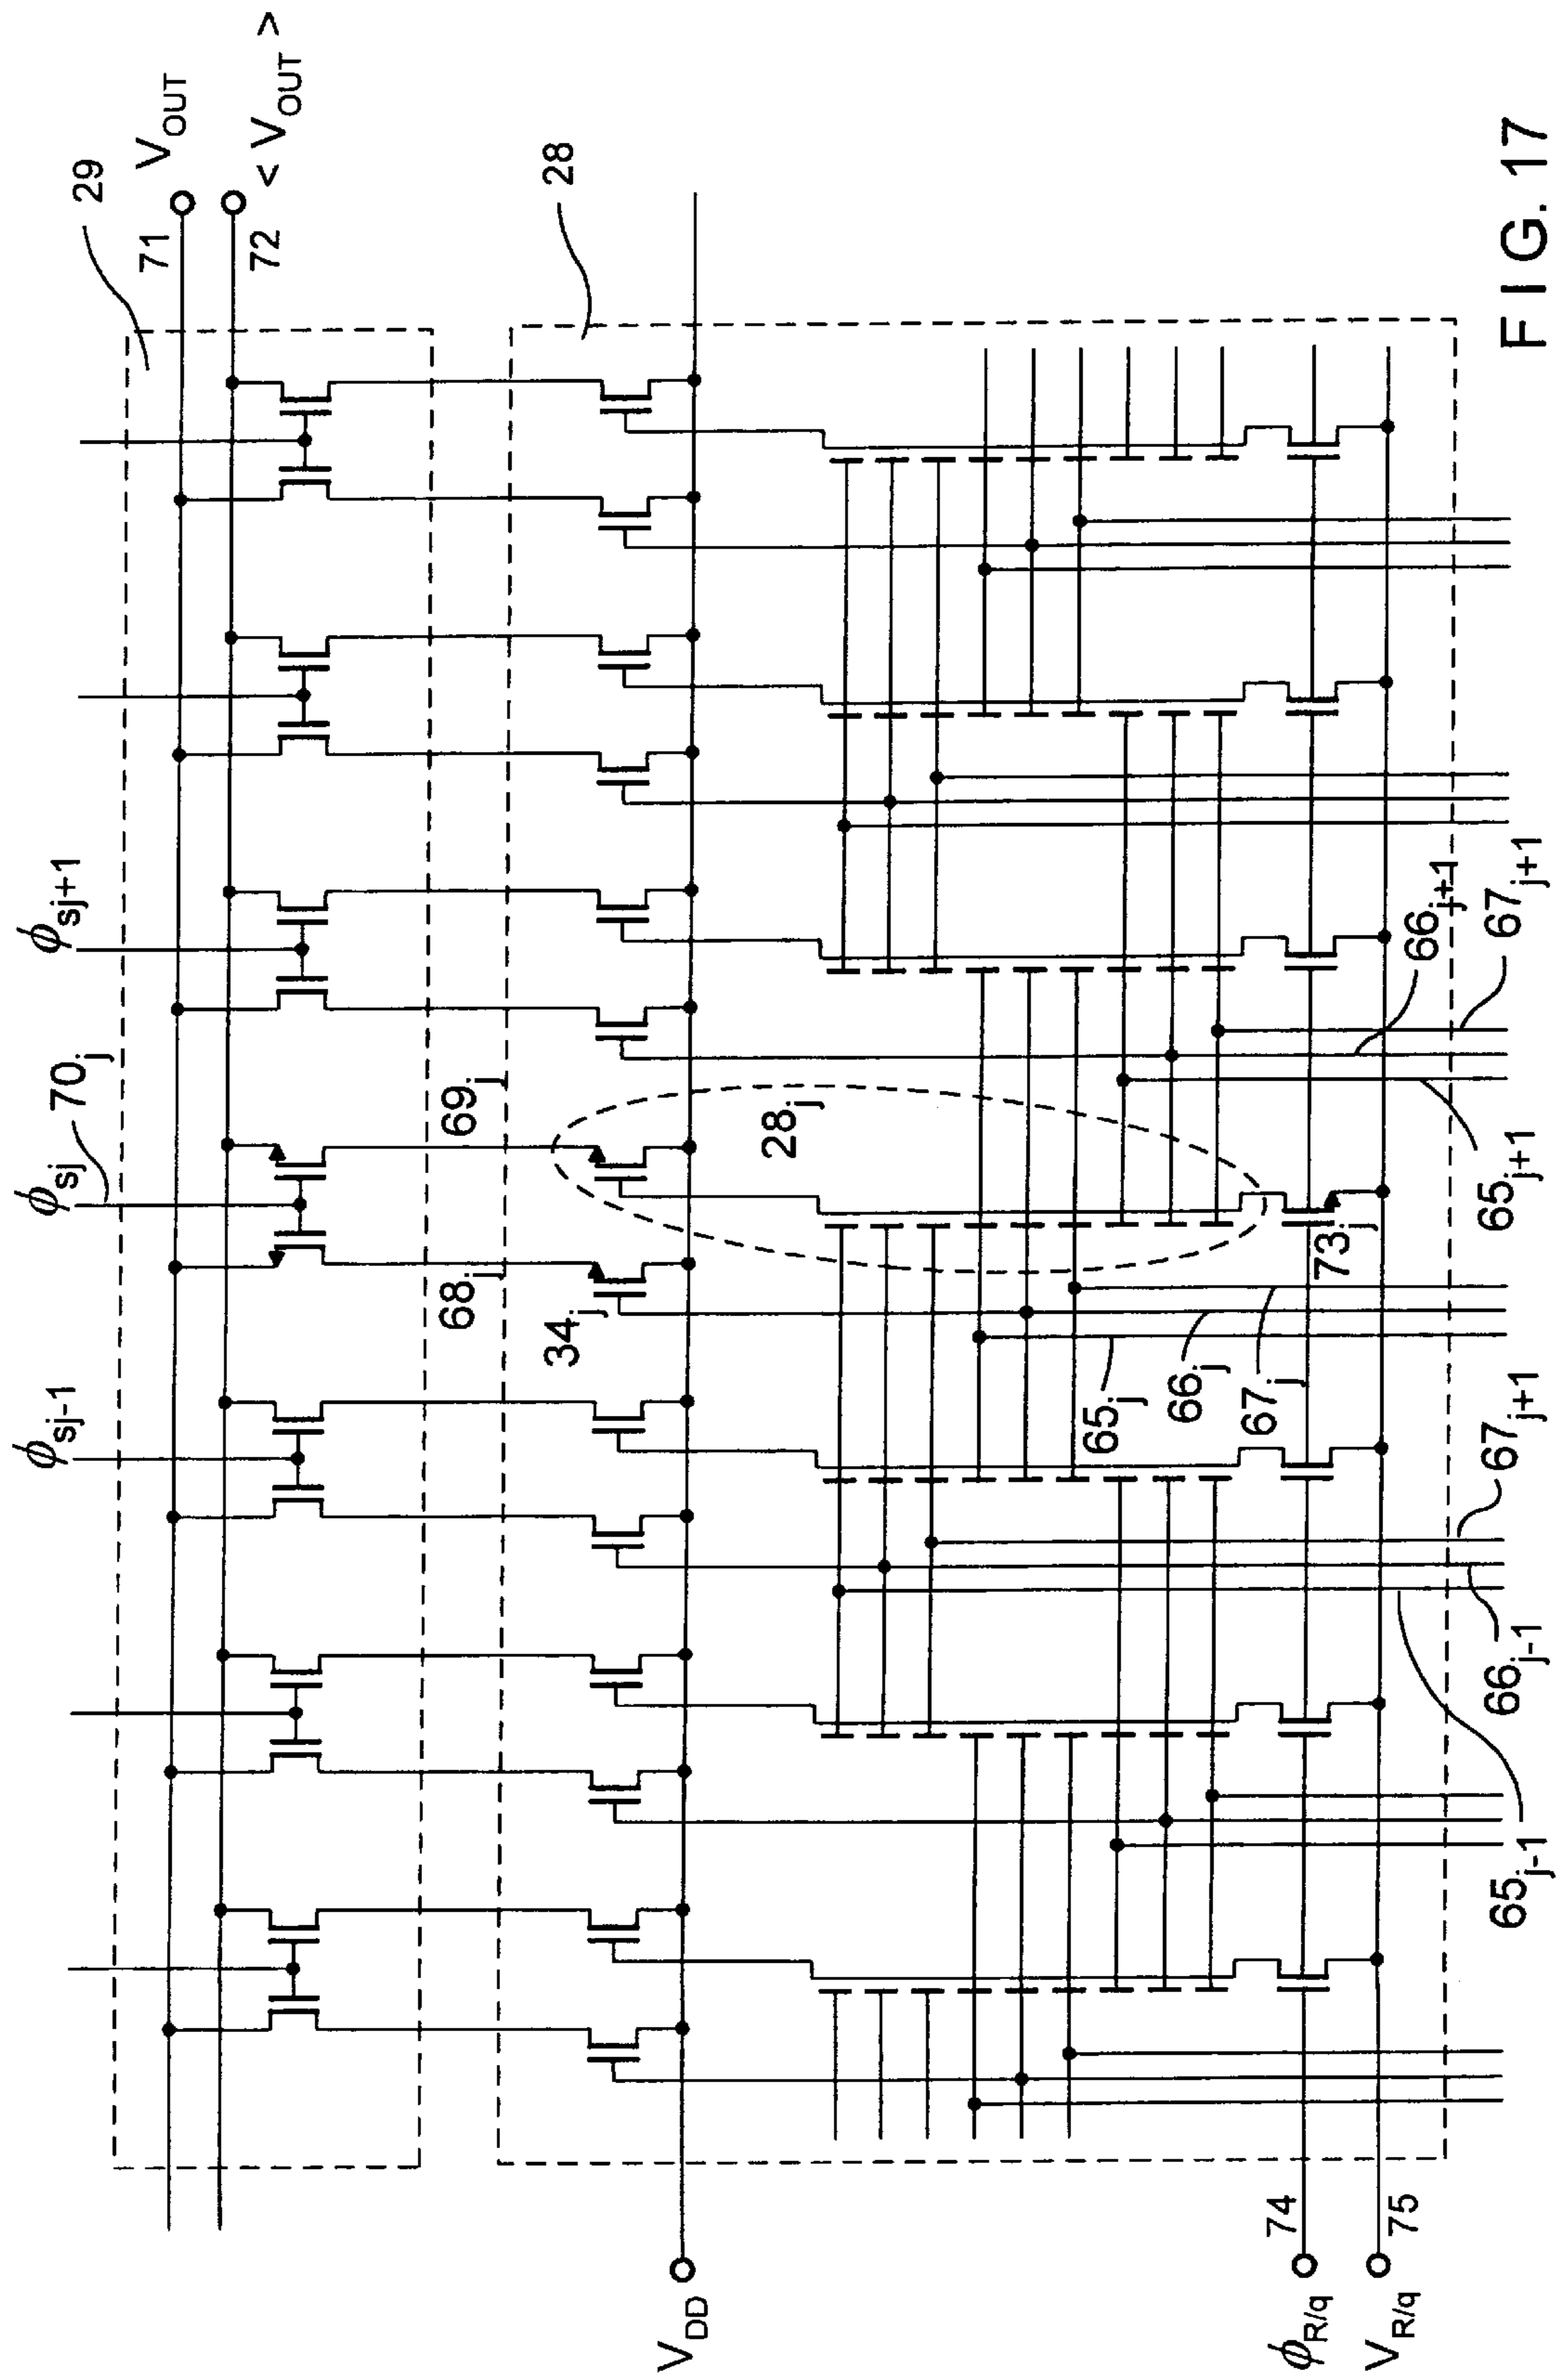 29
V_OUT
71
< V_OUT >
72
28
ϕ_sj-1
ϕ_sj
70_j
ϕ_sj+1
68_j
69_j
34_j
28_j
65_j
66_j
67_j
73_j
65_j+1
66_j+1
67_j+1
65_j-1
66_j-1
67_j+1
V_DD
ϕ_R/q
74
V_R/q
75
FIG. 17